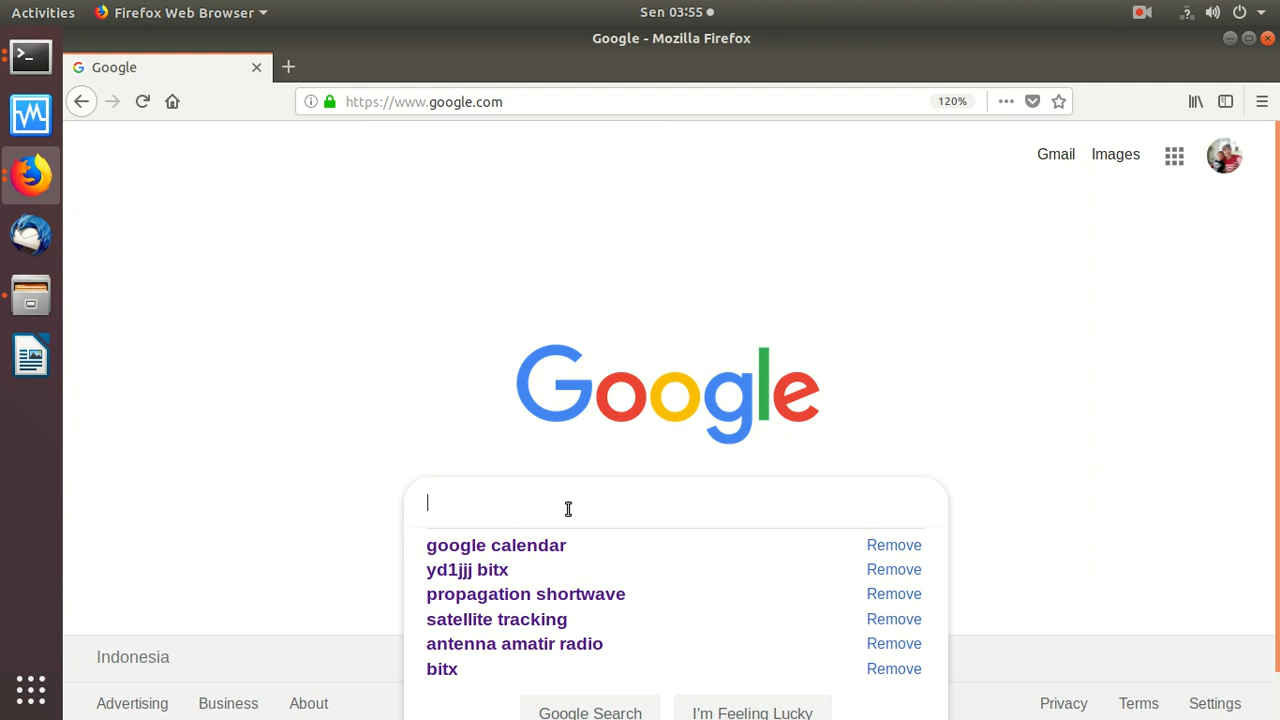 Activities Firefox Web Browser Sen 03:55
Google - Mozilla Firefox
Google
https://www.google.com 120%
Gmail Images
Google
google calendar Remove
yd1jjj bitx Remove
propagation shortwave Remove
satellite tracking Remove
antenna amatir radio Remove
bitx Remove
Indonesia
Google Search I'm Feeling Lucky
Advertising Business About Privacy Terms Settings